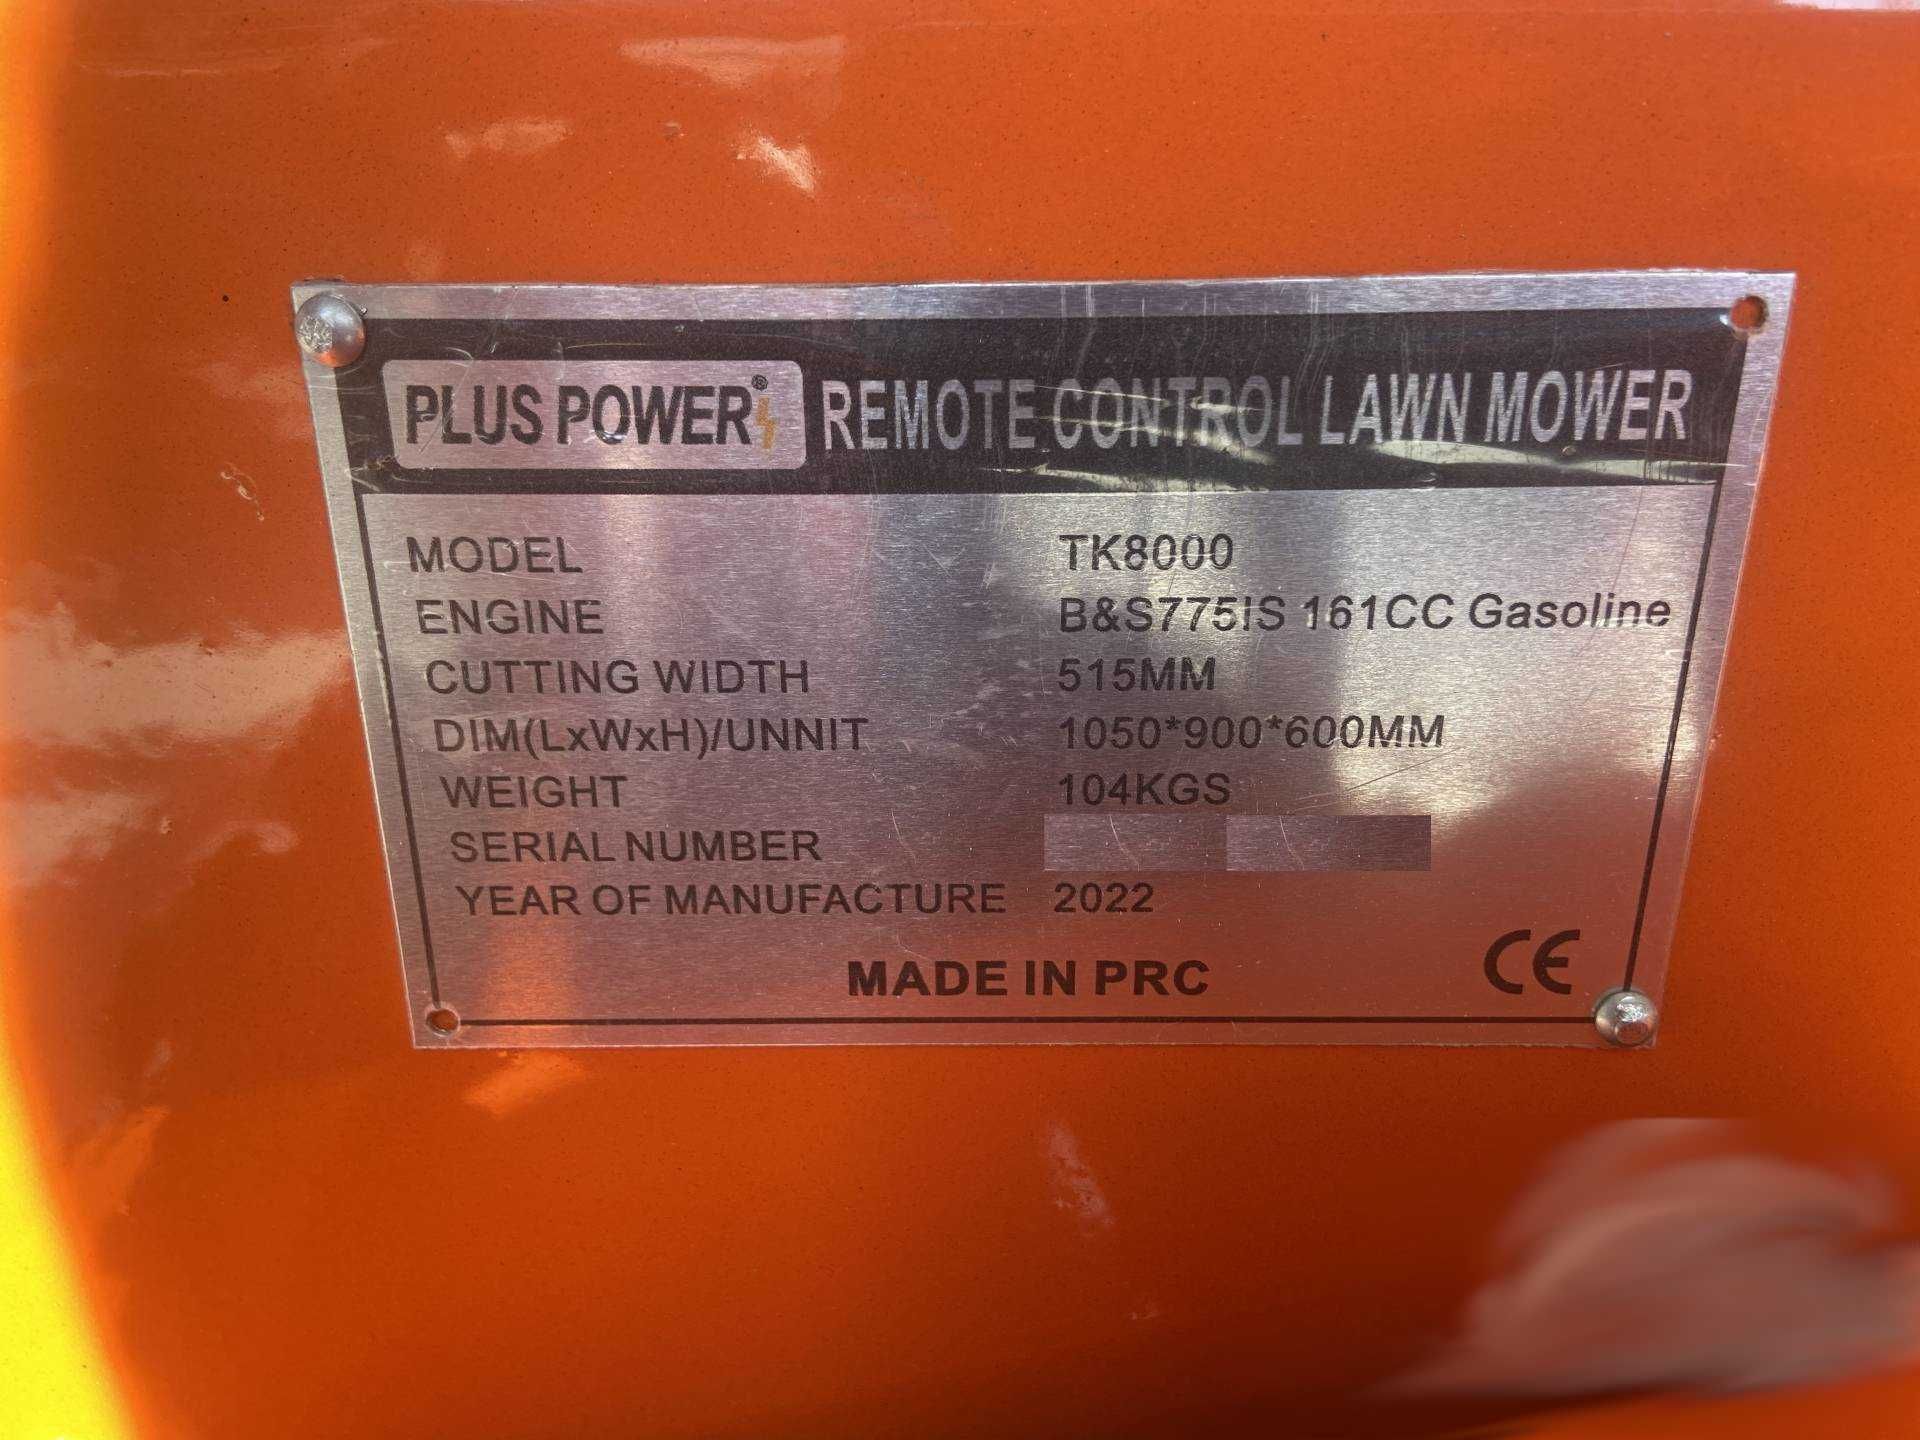 PLUS POWER® REMOTE CONTROL LAWN MOWER
MODEL TK8000
ENGINE B&S775IS 161CC Gasoline
CUTTING WIDTH 515MM
DIM(LxWxH)/UNNIT 1050*900*600MM
WEIGHT 104KGS
SERIAL NUMBER
YEAR OF MANUFACTURE 2022
MADE IN PRC CE